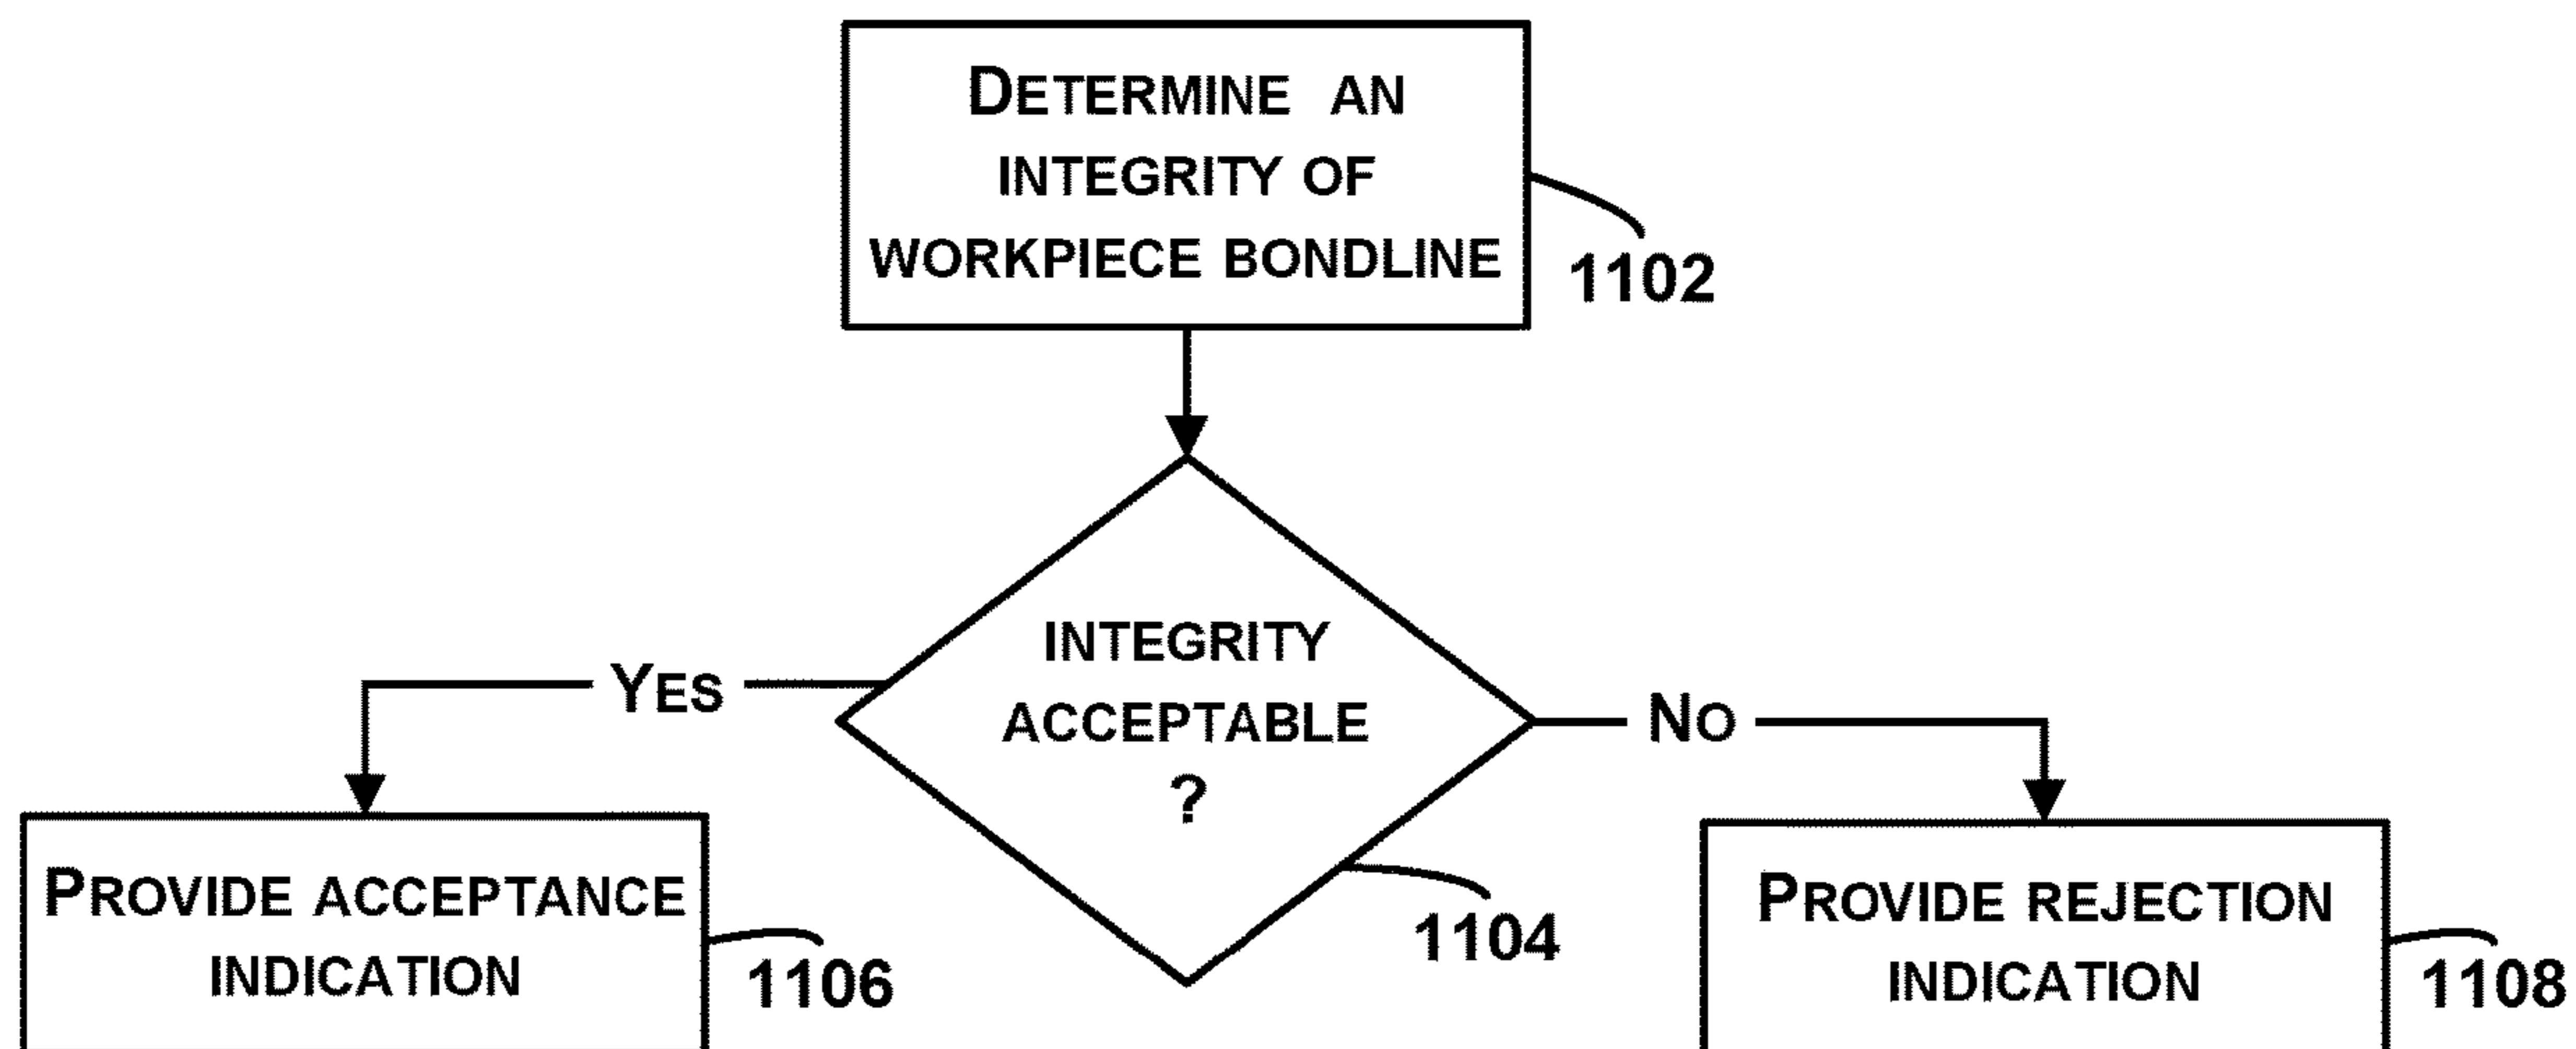 DETERMINE AN
INTEGRITY OF
WORKPIECE BONDLINE
1102
INTEGRITY
ACCEPTABLE
?
1104
YES
NO
PROVIDE ACCEPTANCE
INDICATION
1106
PROVIDE REJECTION
INDICATION
1108